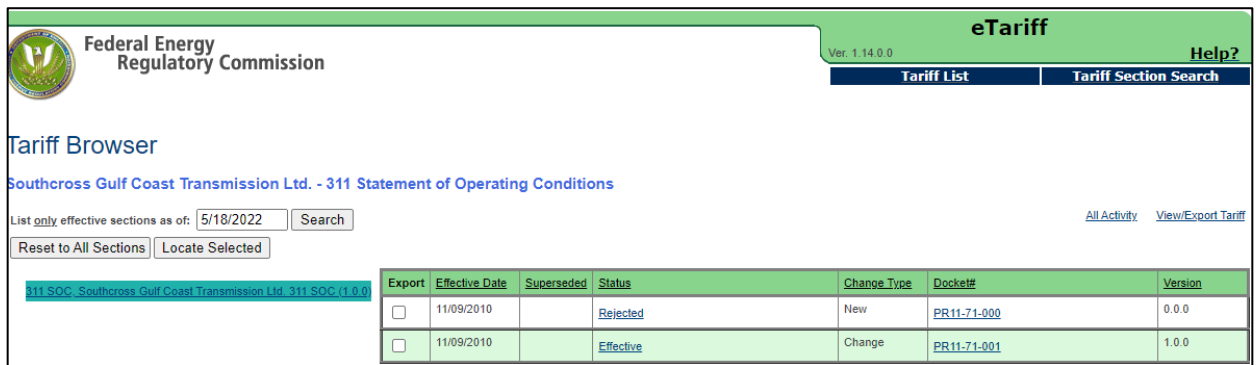 eTariff
Federal Energy
Regulatory Commission
Ver. 1.14.0.0
Help?
Tariff List
Tariff Section Search
Tariff Browser
Southcross Gulf Coast Transmission Ltd. - 311 Statement of Operating Conditions
List only effective sections as of: 5/18/2022 Search
All Activity View/Export Tariff
Reset to All Sections Locate Selected
311 SOC, Southcross Gulf Coast Transmission Ltd. 311 SOC (1.0.0)
Export Effective Date Superseded Status Change Type Docket# Version
11/09/2010 Rejected New PR11-71-000 0.0.0
11/09/2010 Effective Change PR11-71-001 1.0.0